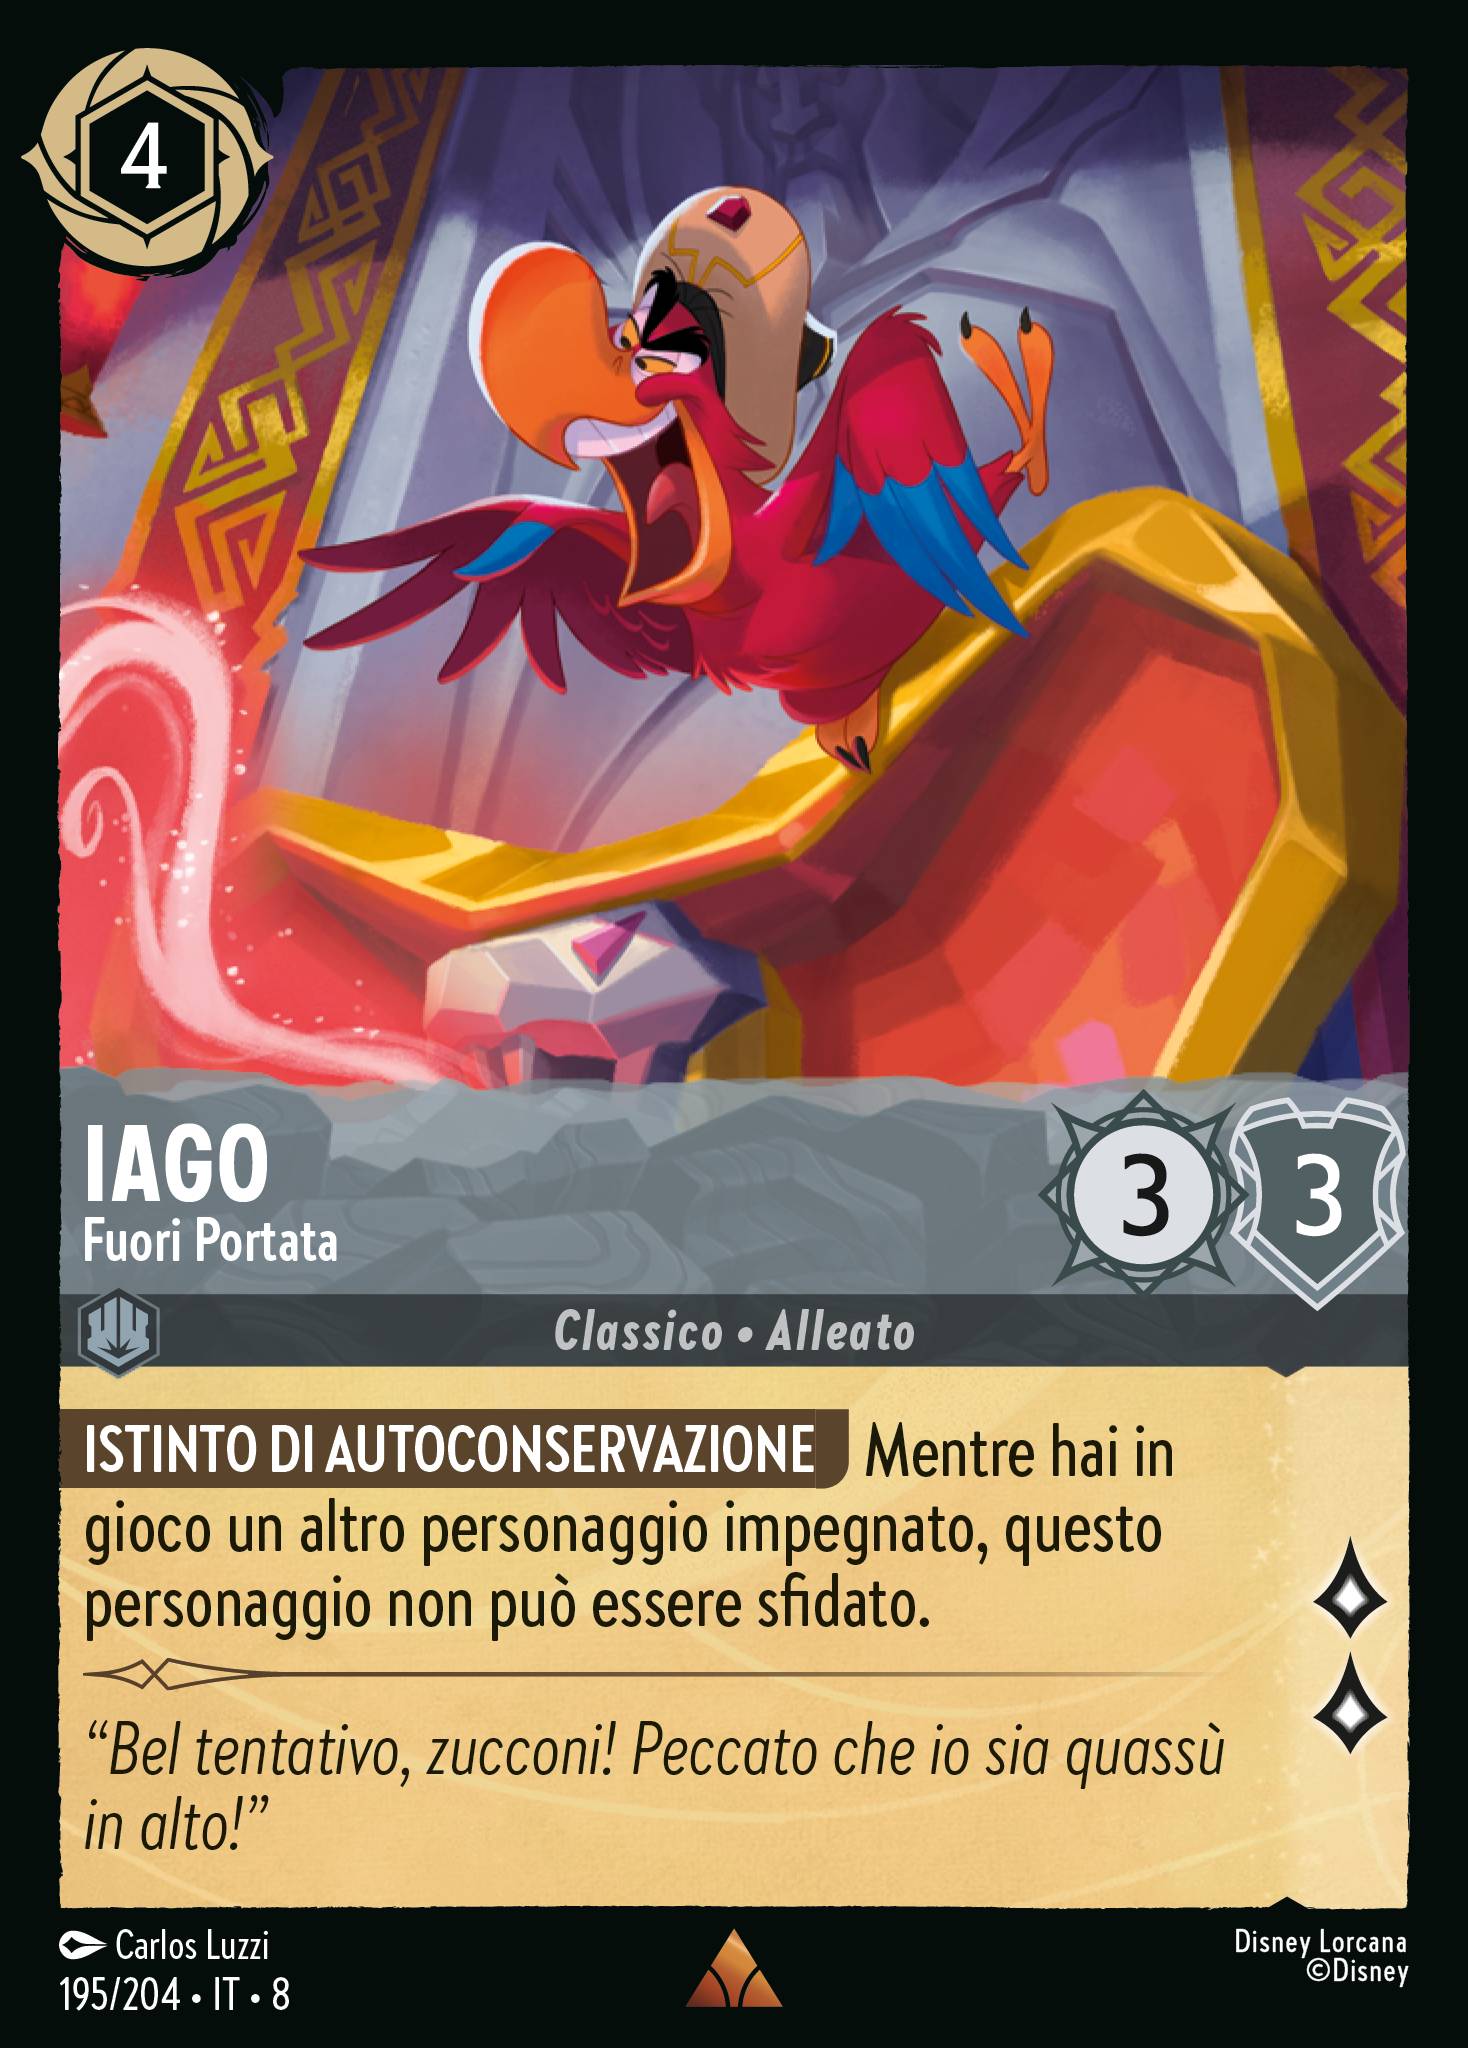 4
IAGO
Fuori Portata
3
3
Classico • Alleato
ISTINTO DI AUTOCONSERVAZIONE Mentre hai in
gioco un altro personaggio impegnato, questo
personaggio non può essere sfidato.
“Bel tentativo, zucconi! Peccato che io sia quassù
in alto!”
Carlos Luzzi
195/204 • IT • 8
Disney Lorcana
©Disney